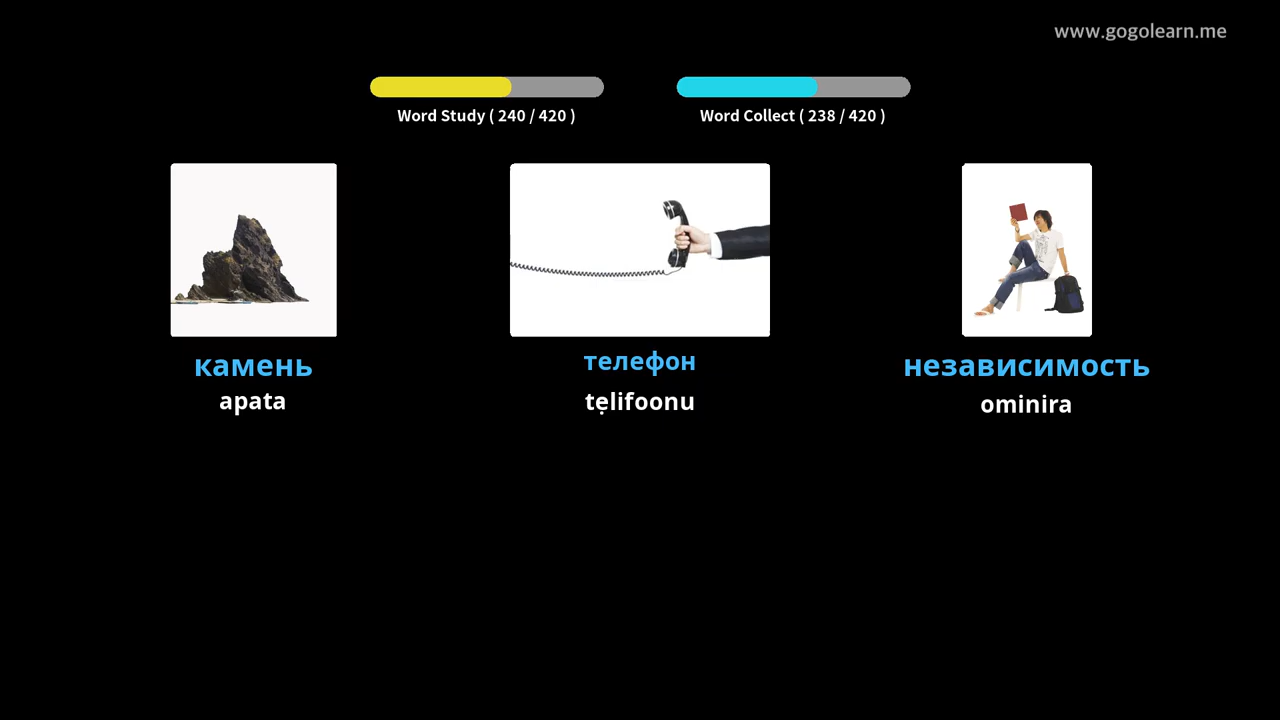 www.gogolearn.me
Word Study ( 240 / 420 )
Word Collect ( 238 / 420 )
камень
телефон
независимость
apata
tẹlifoonu
ominira